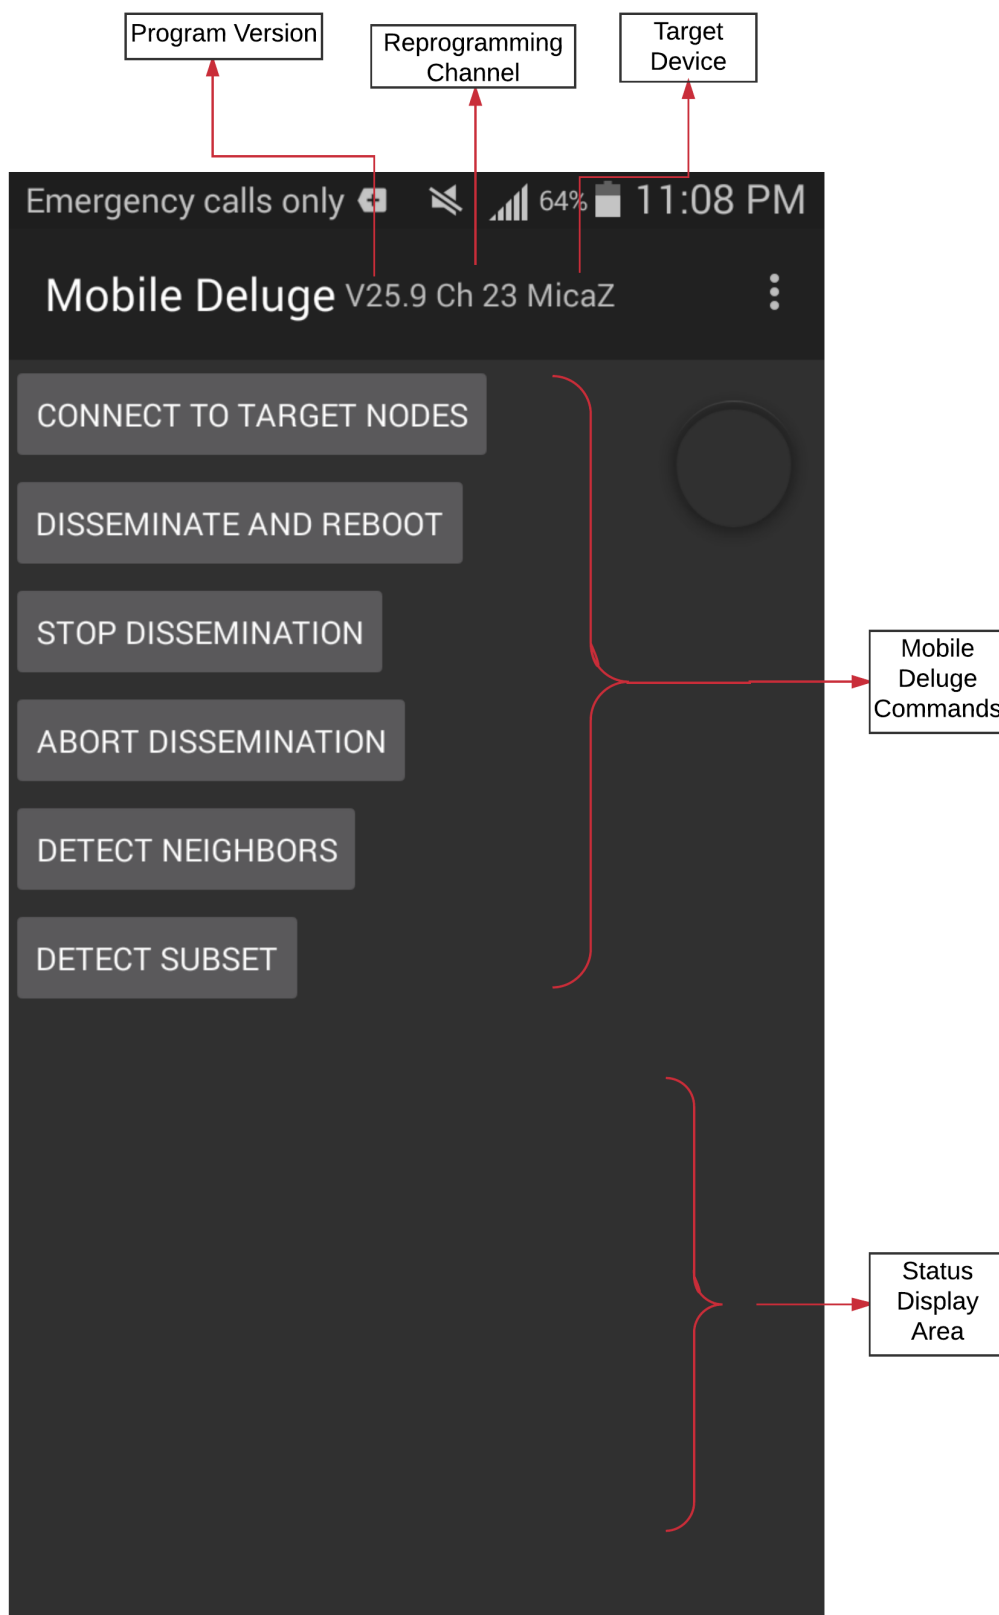 Program Version
Reprogramming
Channel
Target
Device
Emergency calls only 64% 11:08 PM
Mobile Deluge V25.9 Ch 23 MicaZ
CONNECT TO TARGET NODES
DISSEMINATE AND REBOOT
STOP DISSEMINATION
Mobile
Deluge
Commands
ABORT DISSEMINATION
DETECT NEIGHBORS
DETECT SUBSET
Status
Display
Area